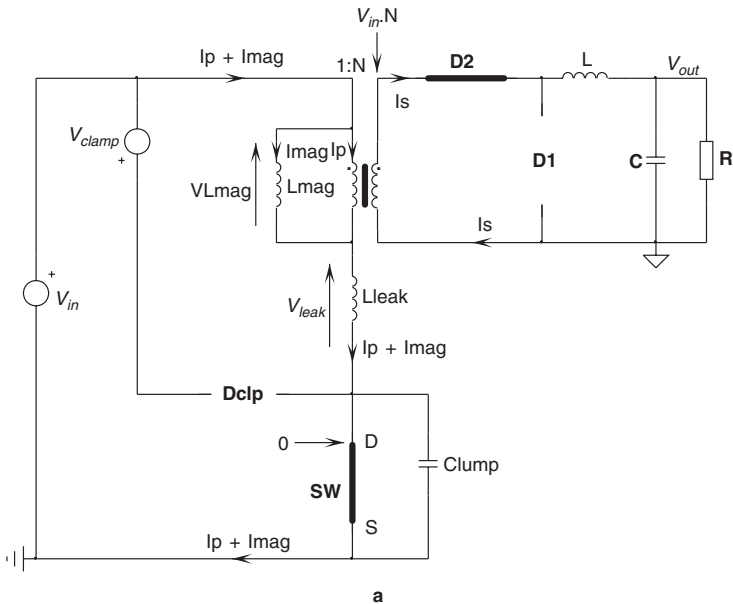 Vin.N
Ip + Imag
1:N
D2
L
Vout
Is
Vclamp
+
Imag
Ip
VLmag
Lmag
D1
C
R
Is
+
Vin
Vleak
Lleak
Ip + Imag
Dclp
0
D
SW
Clump
S
Ip + Imag
a